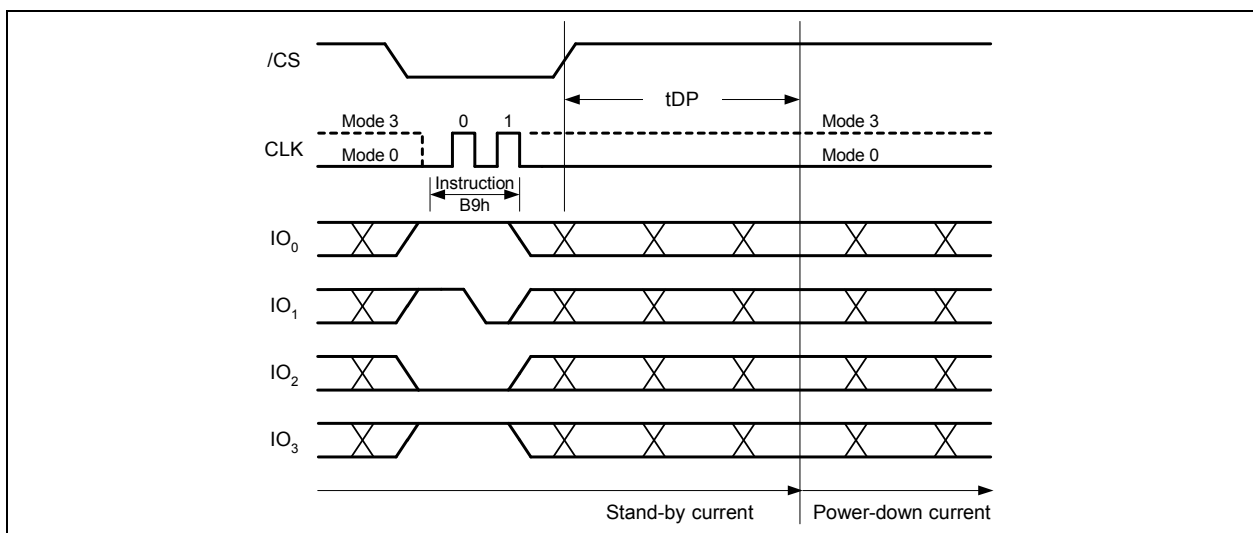 /CS
tDP
Mode 3 0 1 Mode 3
CLK
Mode 0 Mode 0
Instruction
B9h
IO0
IO1
IO2
IO3
Stand-by current Power-down current